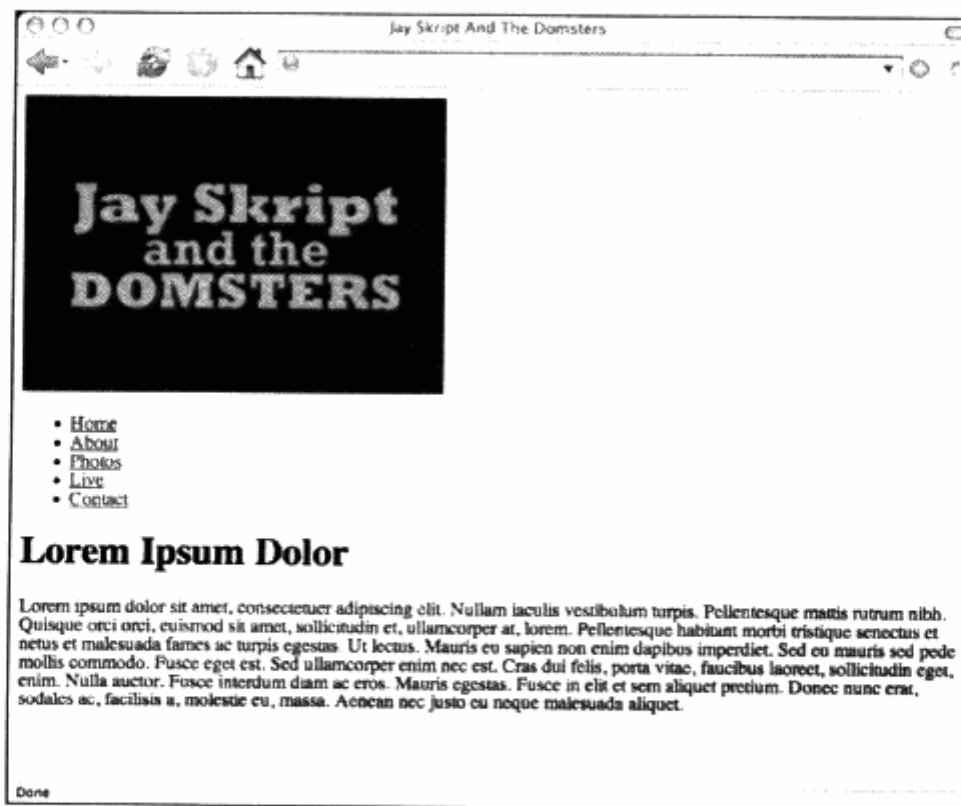 Jay Skript And The Domsters
Jay Skript
and the
DOMSTERS
Home
About
Photos
Live
Contact
Lorem Ipsum Dolor
Lorem ipsum dolor sit amet, consectetuer adipiscing elit. Nullam iaculis vestibulum turpis. Pellentesque mattis rutrum nibh.
Quisque orci orci, euismod sit amet, sollicitudin et, ullamcorper at, lorem. Pellentesque habitant morbi tristique senectus et
netus et malesuada fames ac turpis egestas. Ut lectus. Mauris eu sapien non enim dapibus imperdiet. Sed eu mauris sed pede
mollis commodo. Fusce eget est. Sed ullamcorper enim nec est. Cras dui felis, porta vitae, faucibus laoreet, sollicitudin eget,
enim. Nulla auctor. Fusce interdum diam ac eros. Mauris egestas. Fusce in elit et sem aliquet pretium. Donec nunc erat,
sodales ac, facilisis a, molestie eu, massa. Aenean nec justo eu neque malesuada aliquet.
Done